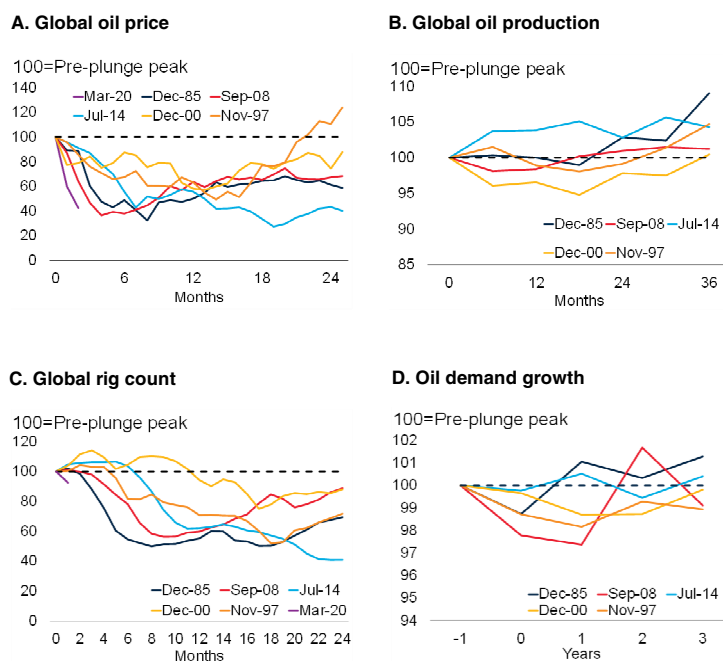 A. Global oil price
100=Pre-plunge peak
140
120
100
80
60
40
20
0
Mar-20 Dec-85 Sep-08
Jul-14 Dec-00 Nov-97
0 6 12 18 24
Months
B. Global oil production
100=Pre-plunge peak
110
105
100
95
90
85
Dec-85 Sep-08 Jul-14
Dec-00 Nov-97
0 12 24 36
Months
C. Global rig count
100=Pre-plunge peak
120
100
80
60
40
20
0
Dec-85 Sep-08 Jul-14
Dec-00 Nov-97 Mar-20
0 2 4 6 8 10 12 14 16 18 20 22 24
Months
D. Oil demand growth
100=Pre-plunge peak
102
101
100
99
98
97
96
95
94
Dec-85 Sep-08 Jul-14
Dec-00 Nov-97
-1 0 1 2 3
Years